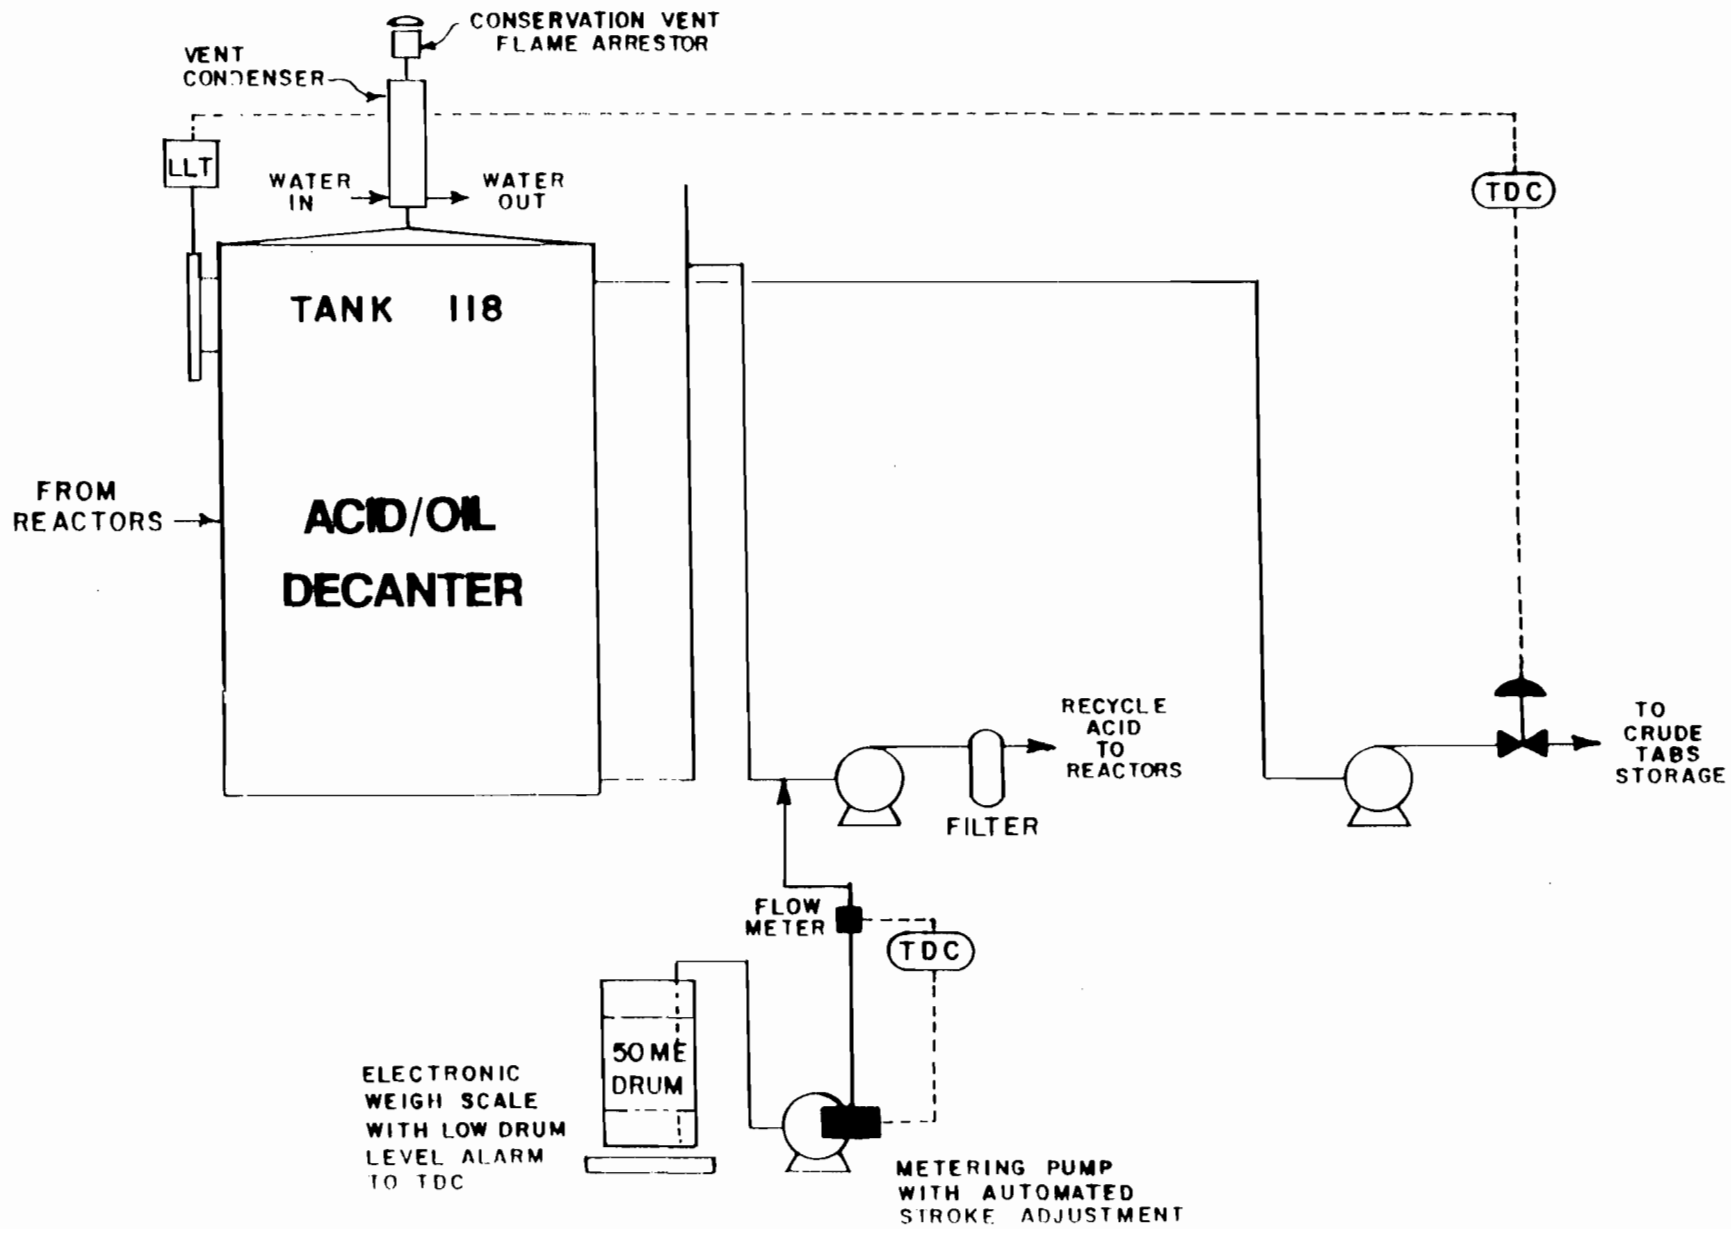 CONSERVATION VENT
FLAME ARRESTOR
VENT
CONDENSER
LLT
WATER
IN
WATER
OUT
TDC
TANK 118
FROM
REACTORS
ACID/OIL
DECANTER
RECYCLE
ACID
TO
REACTORS
TO
CRUDE
TABS
STORAGE
FILTER
FLOW
METER
TDC
50 ME
DRUM
ELECTRONIC
WEIGH SCALE
WITH LOW DRUM
LEVEL ALARM
TO TDC
METERING PUMP
WITH AUTOMATED
STROKE ADJUSTMENT